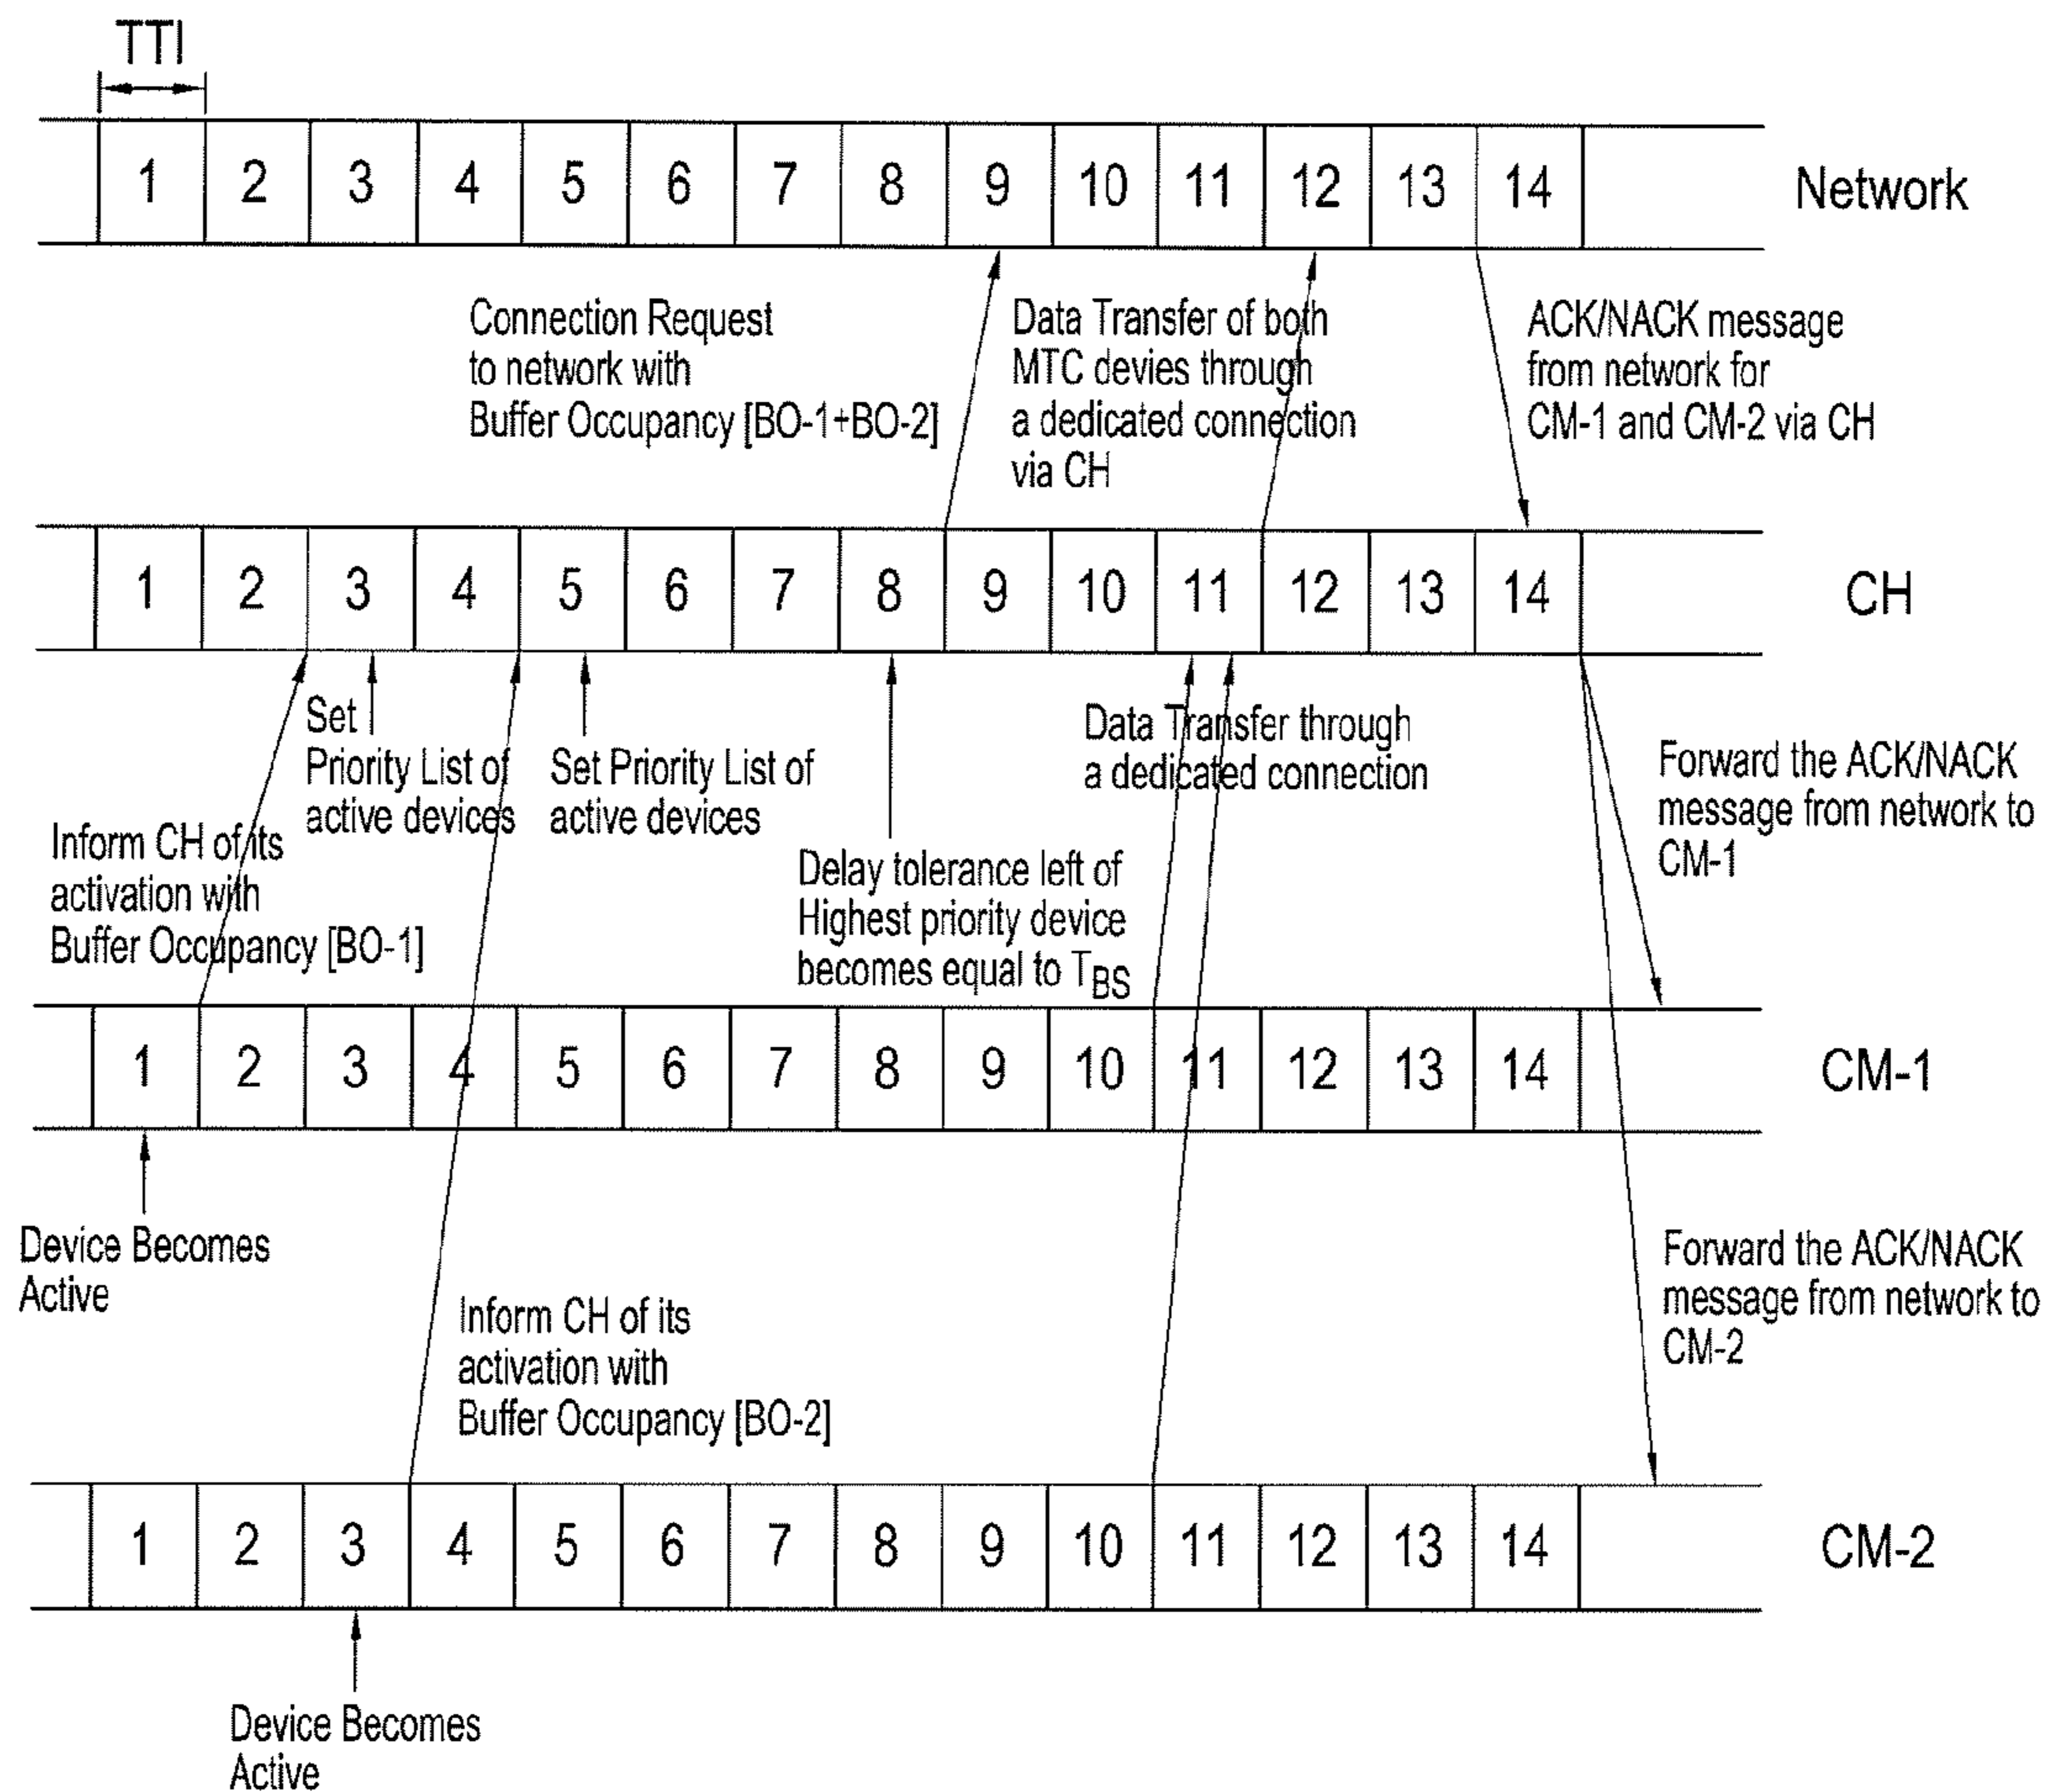 TTI
1 2 3 4 5 6 7 8 9 10 11 12 13 14 Network
Connection Request
to network with
Buffer Occupancy [BO-1+BO-2]
Data Transfer of both
MTC devies through
a dedicated connection
via CH
ACK/NACK message
from network for
CM-1 and CM-2 via CH
1 2 3 4 5 6 7 8 9 10 11 12 13 14 CH
Set
Priority List of
active devices
Set Priority List of
active devices
Data Transfer through
a dedicated connection
Forward the ACK/NACK
message from network to
CM-1
Inform CH of its
activation with
Buffer Occupancy [BO-1]
Delay tolerance left of
Highest priority device
becomes equal to TBS
1 2 3 4 5 6 7 8 9 10 11 12 13 14 CM-1
Device Becomes
Active
Inform CH of its
activation with
Buffer Occupancy [BO-2]
Forward the ACK/NACK
message from network to
CM-2
1 2 3 4 5 6 7 8 9 10 11 12 13 14 CM-2
Device Becomes
Active